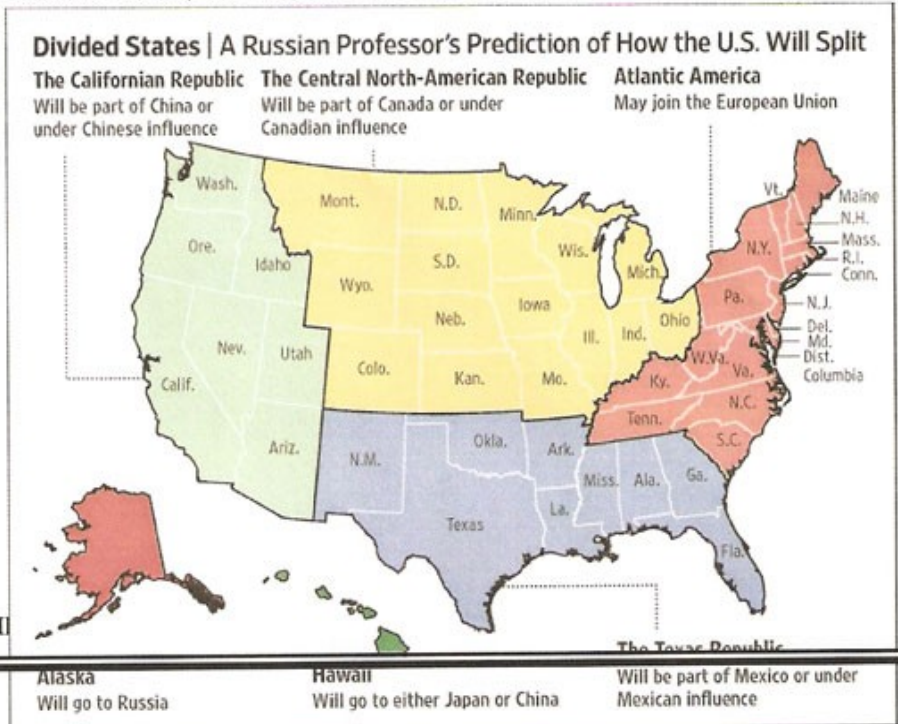 Divided States | A Russian Professor's Prediction of How the U.S. Will Split
The Californian Republic
Will be part of China or
under Chinese influence
The Central North-American Republic
Will be part of Canada or under
Canadian influence
Atlantic America
May join the European Union
Wash.
Ore.
Idaho
Nev.
Utah
Calif.
Ariz.
Mont.
N.D.
Minn.
Wis.
Mich.
S.D.
Wyo.
Neb.
Iowa
Ill.
Ind.
Ohio
Colo.
Kan.
Mo.
Vt.
Maine
N.H.
Mass.
R.I.
Conn.
N.Y.
Pa.
N.J.
Del.
Md.
Dist.
Columbia
W.Va.
Va.
Ky.
N.C.
Tenn.
S.C.
N.M.
Okla.
Ark.
Texas
La.
Miss.
Ala.
Ga.
Fla.
Alaska
Will go to Russia
Hawaii
Will go to either Japan or China
The Texas Republic
Will be part of Mexico or under
Mexican influence